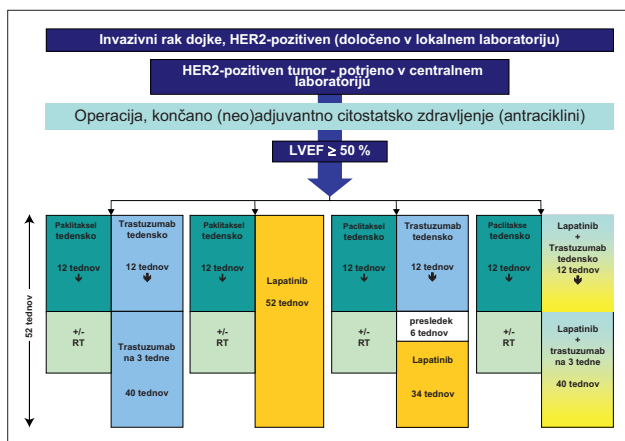 Invazivni rak dojke, HER2-pozitiven (določeno v lokalnem laboratoriju)
HER2-pozitiven tumor - potrjeno v centralnem
laboratoriju
Operacija, končano (neo)adjuvantno citostatsko zdravljenje (antraciklini)
LVEF ≥ 50 %
52 tednov
Paklitaksel
tedensko
12 tednov
+/-
RT
Trastuzumab
tedensko
12 tednov
Trastuzumab
na 3 tedne
40 tednov
Paklitaksel
tedensko
12 tednov
+/-
RT
Lapatinib
52 tednov
Paclitaksel
tedensko
12 tednov
+/-
RT
Trastuzumab
tedensko
12 tednov
presledek
6 tednov
Lapatinib
34 tednov
Paclitakse
tedensko
12 tednov
+/-
RT
Lapatinib
+
Trastuzumab
tedensko
12 tednov
Lapatinib
+
trastuzumab
na 3 tedne
40 tednov